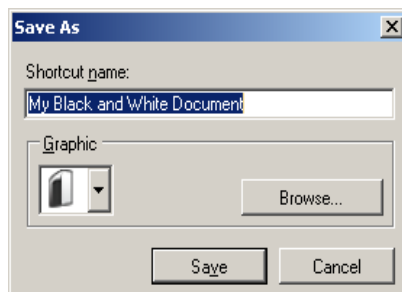 Save As
Shortcut name:
My Black and White Document
Graphic
Browse...
Save
Cancel